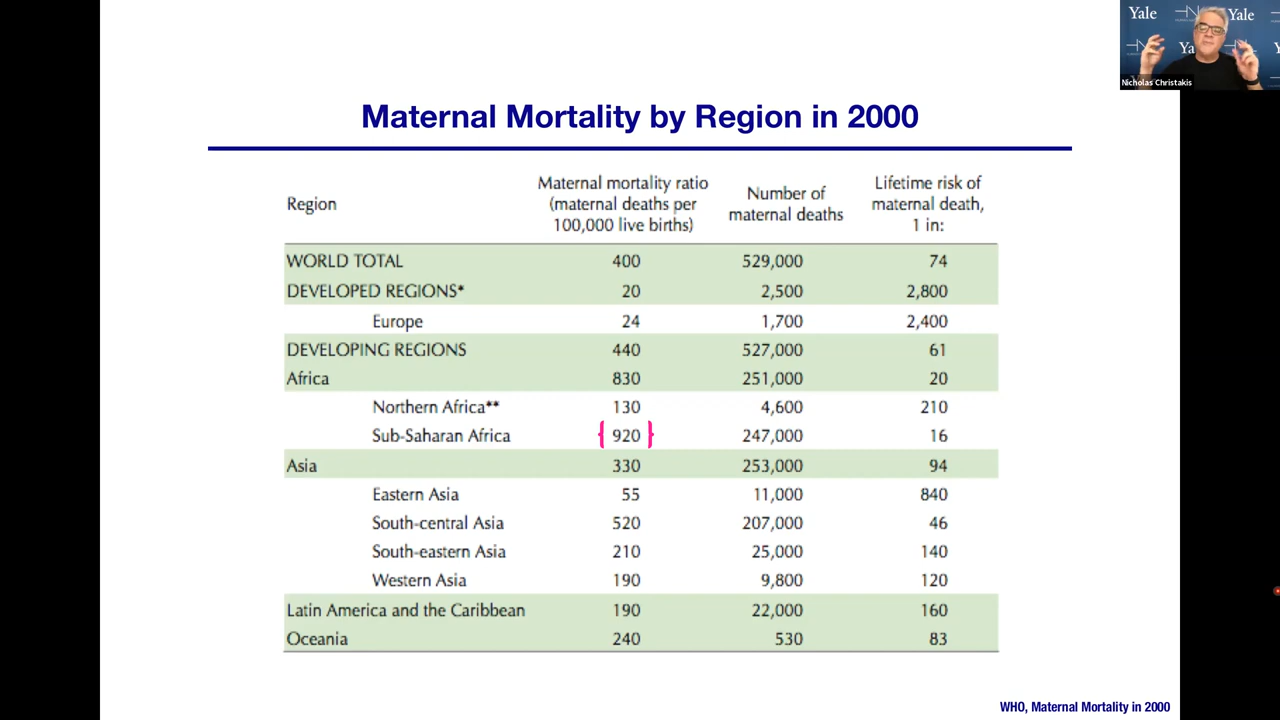 Yale
Yale
Ya
Nicholas Christakis
Maternal Mortality by Region in 2000
Region
Maternal mortality ratio
(maternal deaths per
100,000 live births)
Number of
maternal deaths
Lifetime risk of
maternal death,
1 in:
WORLD TOTAL 400 529,000 74
DEVELOPED REGIONS* 20 2,500 2,800
Europe 24 1,700 2,400
DEVELOPING REGIONS 440 527,000 61
Africa 830 251,000 20
Northern Africa** 130 4,600 210
Sub-Saharan Africa { 920 } 247,000 16
Asia 330 253,000 94
Eastern Asia 55 11,000 840
South-central Asia 520 207,000 46
South-eastern Asia 210 25,000 140
Western Asia 190 9,800 120
Latin America and the Caribbean 190 22,000 160
Oceania 240 530 83
WHO, Maternal Mortality in 2000